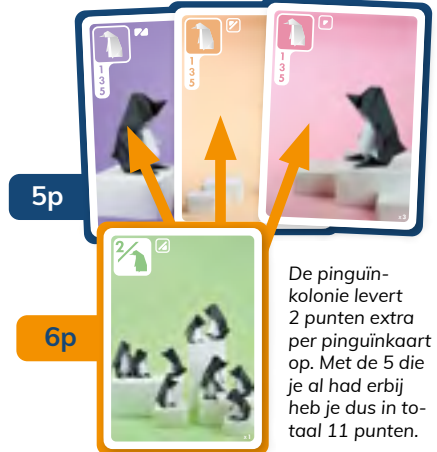 1
3
5
1
3
5
1
3
5
x3
5p
2/
6p
x1
De pinguïn-
kolonie levert
2 punten extra
per pinguïnkaart
op. Met de 5 die
je al had erbij
heb je dus in to-
taal 11 punten.